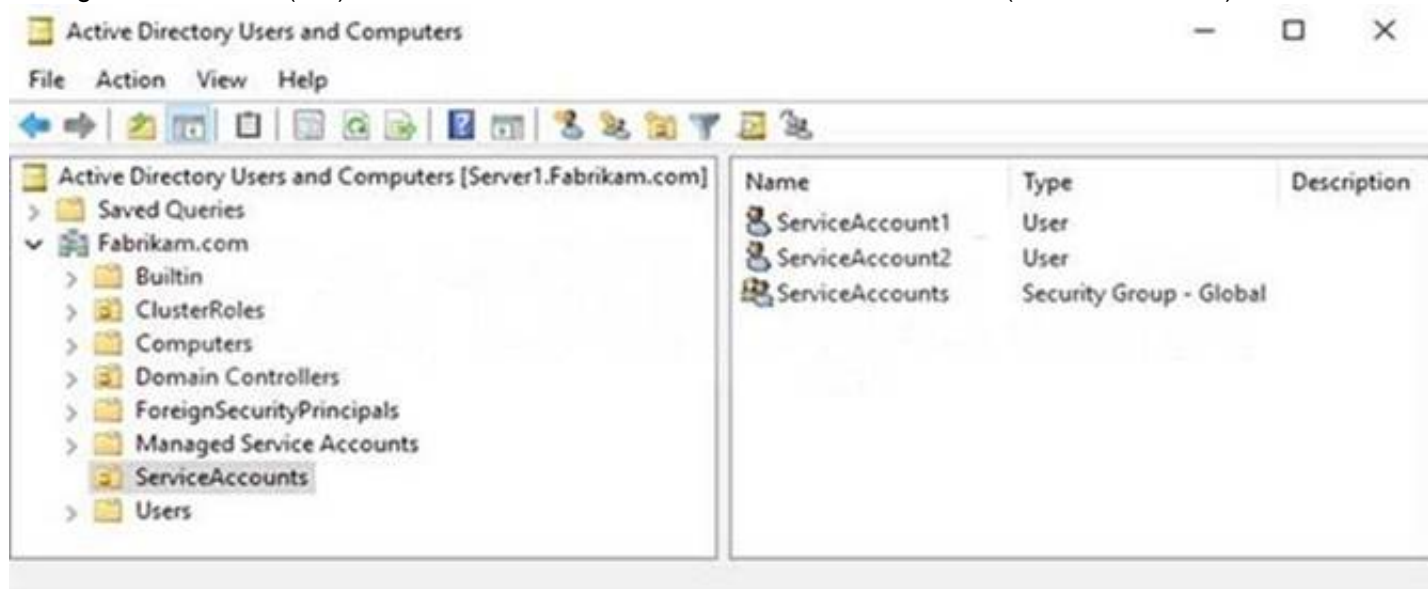 Active Directory Users and Computers
File Action View Help
Active Directory Users and Computers [Server1.Fabrikam.com]
Saved Queries
Fabrikam.com
Builtin
ClusterRoles
Computers
Domain Controllers
ForeignSecurityPrincipals
Managed Service Accounts
ServiceAccounts
Users
Name Type Description
ServiceAccount1 User
ServiceAccount2 User
ServiceAccounts Security Group - Global